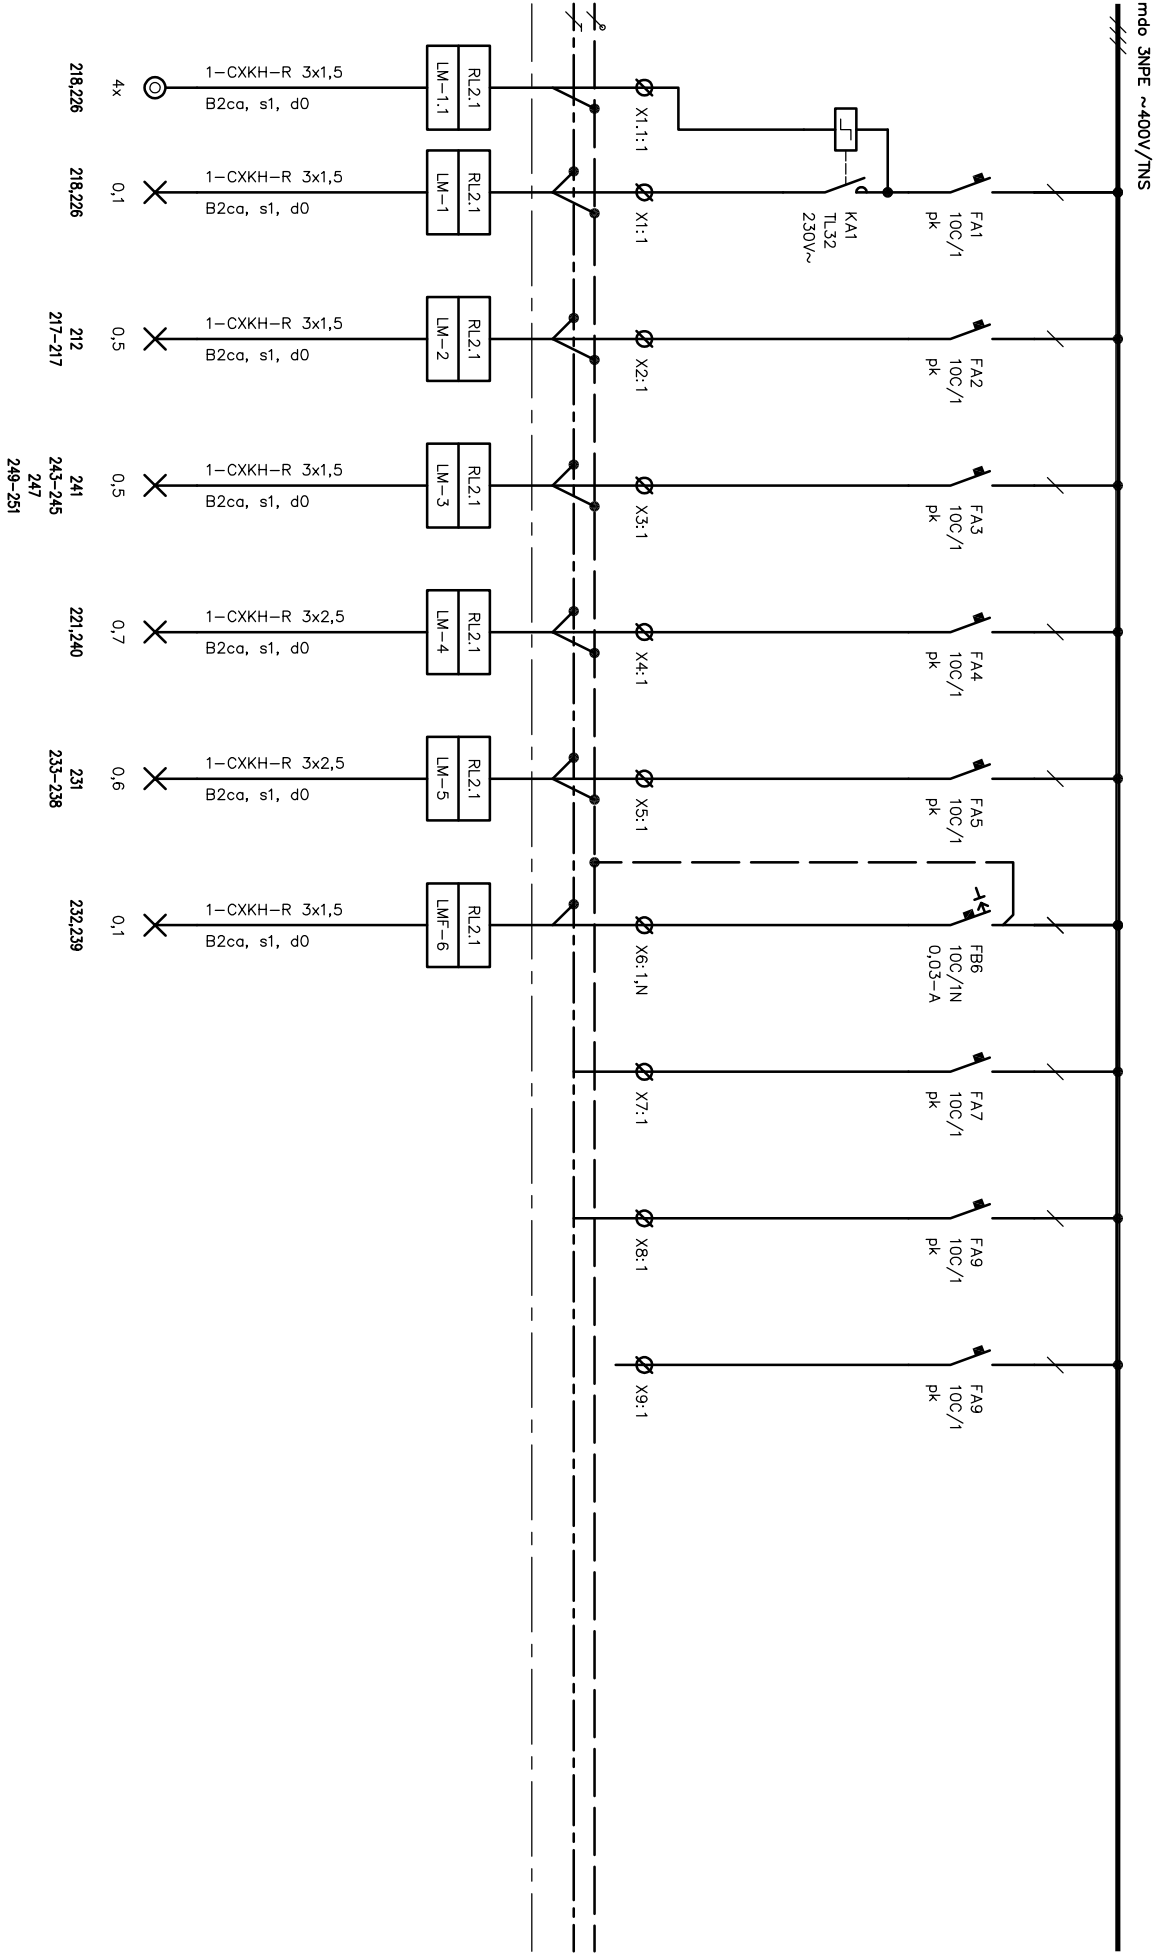 mdo 3NPE ~400V/TNS
FA1
10C/1
pk
FA2
10C/1
pk
FA3
10C/1
pk
FA4
10C/1
pk
FA5
10C/1
pk
FB6
10C/1N
0,03-A
FA7
10C/1
pk
FA9
10C/1
pk
FA9
10C/1
pk
KA1
TL32
230V~
X1.1:1
X1:1
X2:1
X3:1
X4:1
X5:1
X6:1,N
X7:1
X8:1
X9:1
RL2.1
LM-1.1
RL2.1
LM-1
RL2.1
LM-2
RL2.1
LM-3
RL2.1
LM-4
RL2.1
LM-5
RL2.1
LMF-6
1-CXKH-R 3x1,5
B2ca, s1, d0
1-CXKH-R 3x1,5
B2ca, s1, d0
1-CXKH-R 3x1,5
B2ca, s1, d0
1-CXKH-R 3x1,5
B2ca, s1, d0
1-CXKH-R 3x2,5
B2ca, s1, d0
1-CXKH-R 3x2,5
B2ca, s1, d0
1-CXKH-R 3x1,5
B2ca, s1, d0
4x
0,1
0,5
0,5
0,7
0,6
0,1
218,226
218,226
212
217-217
241
243-245
247
249-251
221,240
231
233-238
232,239